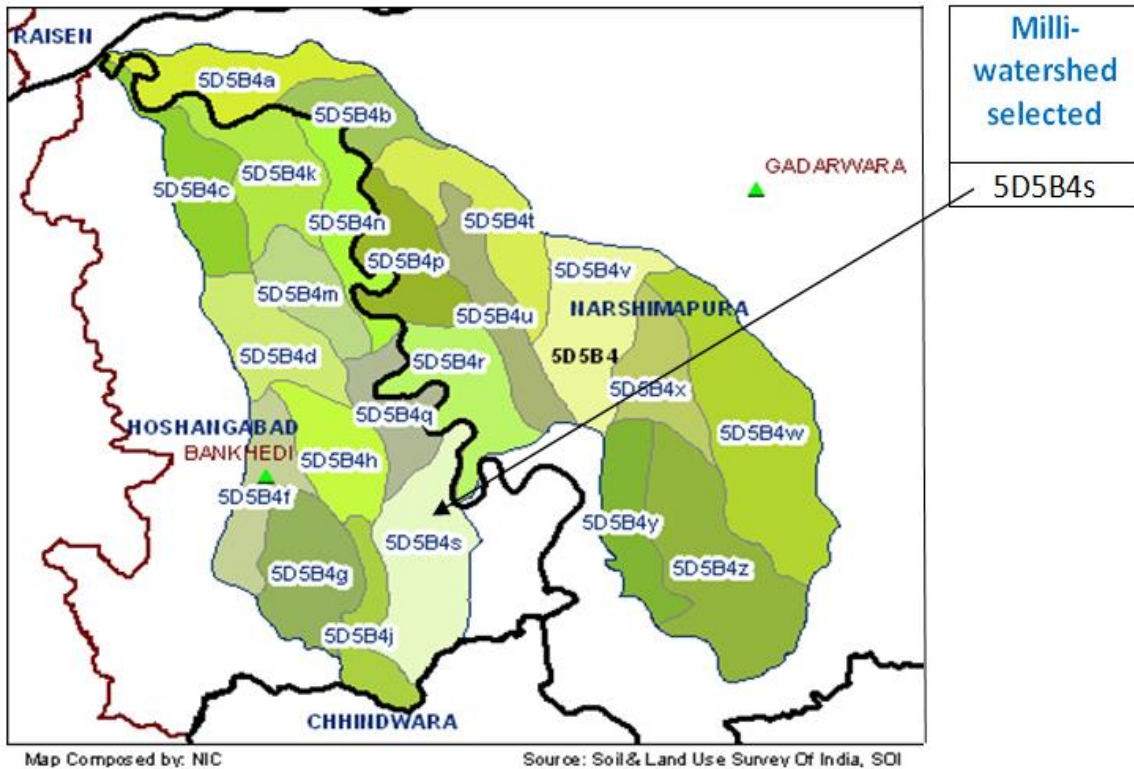 RAISEN
5D5B4a
5D5B4b
GADARWARA
5D5B4k
5D5B4c
5D5B4n
5D5B4t
5D5B4p
5D5B4v
5D5B4m
NARSHIMAPURA
5D5B4u
5D5B4d
5D5B4r
5D5B4
5D5B4x
5D5B4q
HOSHANGABAD
5D5B4w
BANKHEDI
5D5B4h
5D5B4f
5D5B4y
5D5B4s
5D5B4g
5D5B4z
5D5B4j
CHHINDWARA
Map Composed by: NIC
Source: Soil & Land Use Survey Of India, SOI
Milli-
watershed
selected
5D5B4s